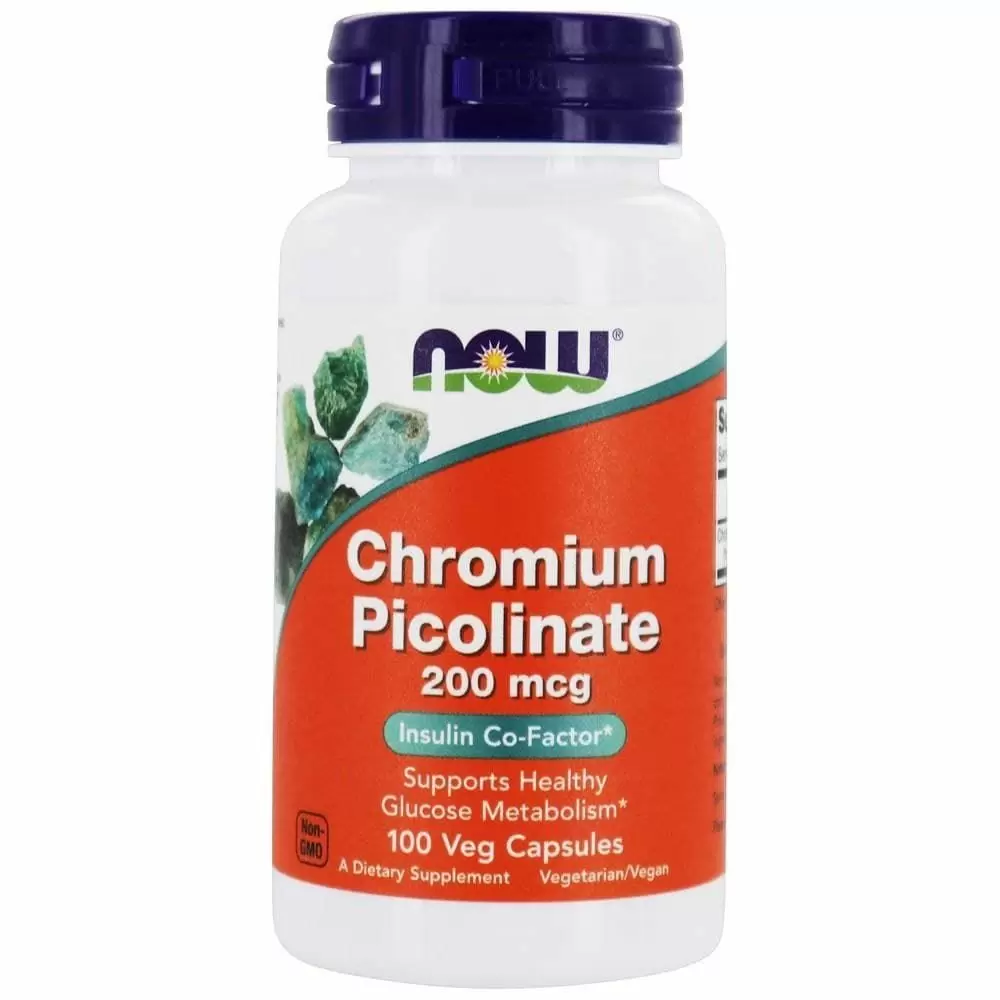 PULL
NOW®
Chromium
Picolinate
200 mcg
Insulin Co-Factor*
Supports Healthy
Glucose Metabolism*
100 Veg Capsules
Non-
GMO
A Dietary Supplement Vegetarian/Vegan